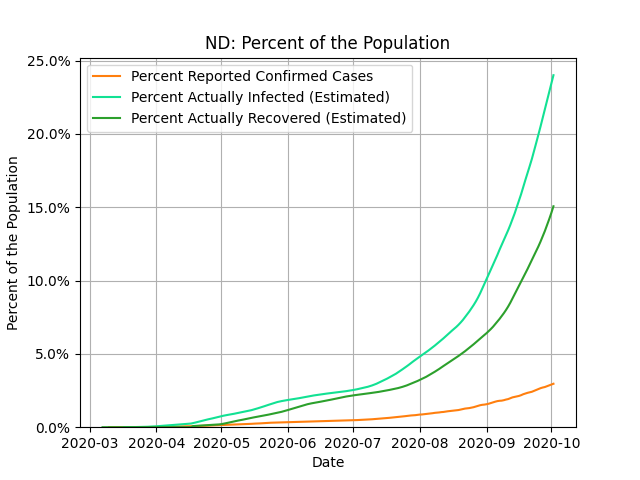 ND: Percent of the Population
Percent Reported Confirmed Cases
Percent Actually Infected (Estimated)
Percent Actually Recovered (Estimated)
Percent of the Population
25.0%
20.0%
15.0%
10.0%
5.0%
0.0%
2020-03 2020-04 2020-05 2020-06 2020-07 2020-08 2020-09 2020-10
Date